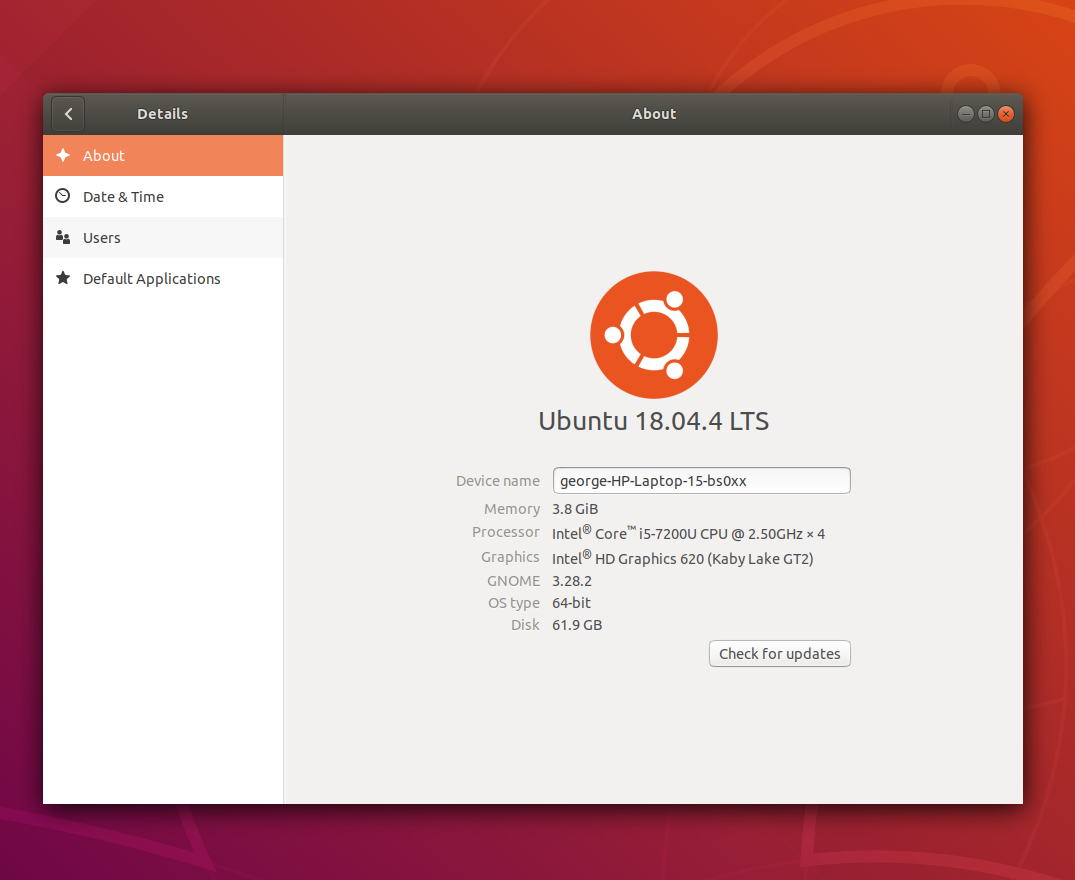 Details
About
About
Date & Time
Users
Default Applications
Ubuntu 18.04.4 LTS
Device name george-HP-Laptop-15-bs0xx
Memory 3.8 GiB
Processor Intel® Core™ i5-7200U CPU @ 2.50GHz × 4
Graphics Intel® HD Graphics 620 (Kaby Lake GT2)
GNOME 3.28.2
OS type 64-bit
Disk 61.9 GB
Check for updates